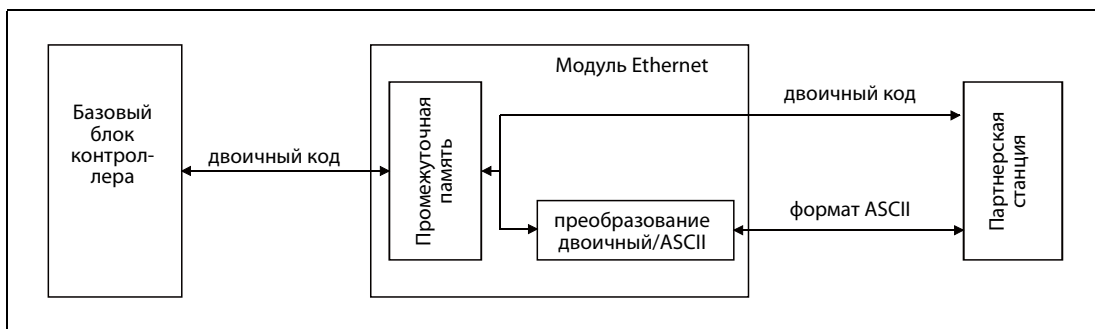 Модуль Ethernet
Базовый
блок
контрол-
лера
двоичный код
Промежуточная
память
двоичный код
преобразование
двоичный/ASCII
формат ASCII
Партнерская
станция